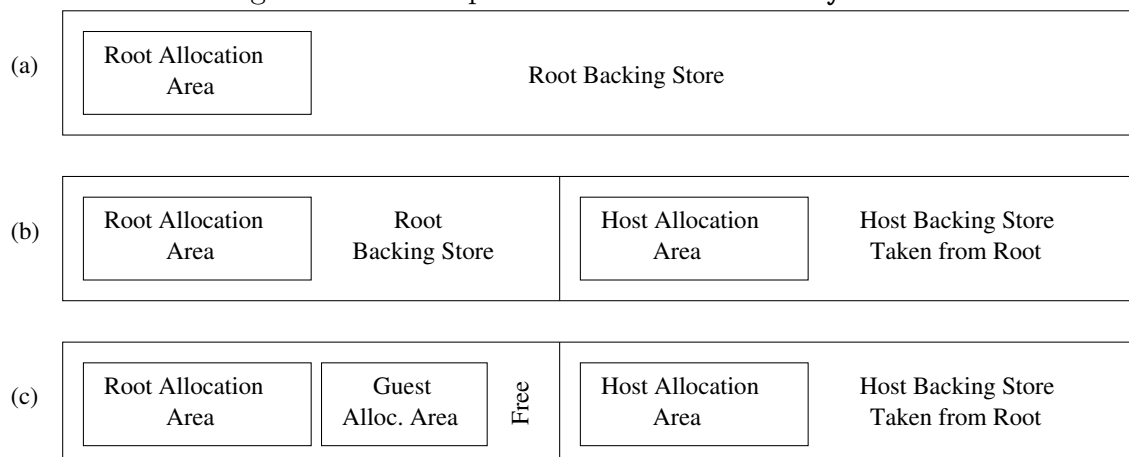 (a)
Root Allocation
Area
Root Backing Store
(b)
Root Allocation
Area
Root
Backing Store
Host Allocation
Area
Host Backing Store
Taken from Root
(c)
Root Allocation
Area
Guest
Alloc. Area
Free
Host Allocation
Area
Host Backing Store
Taken from Root